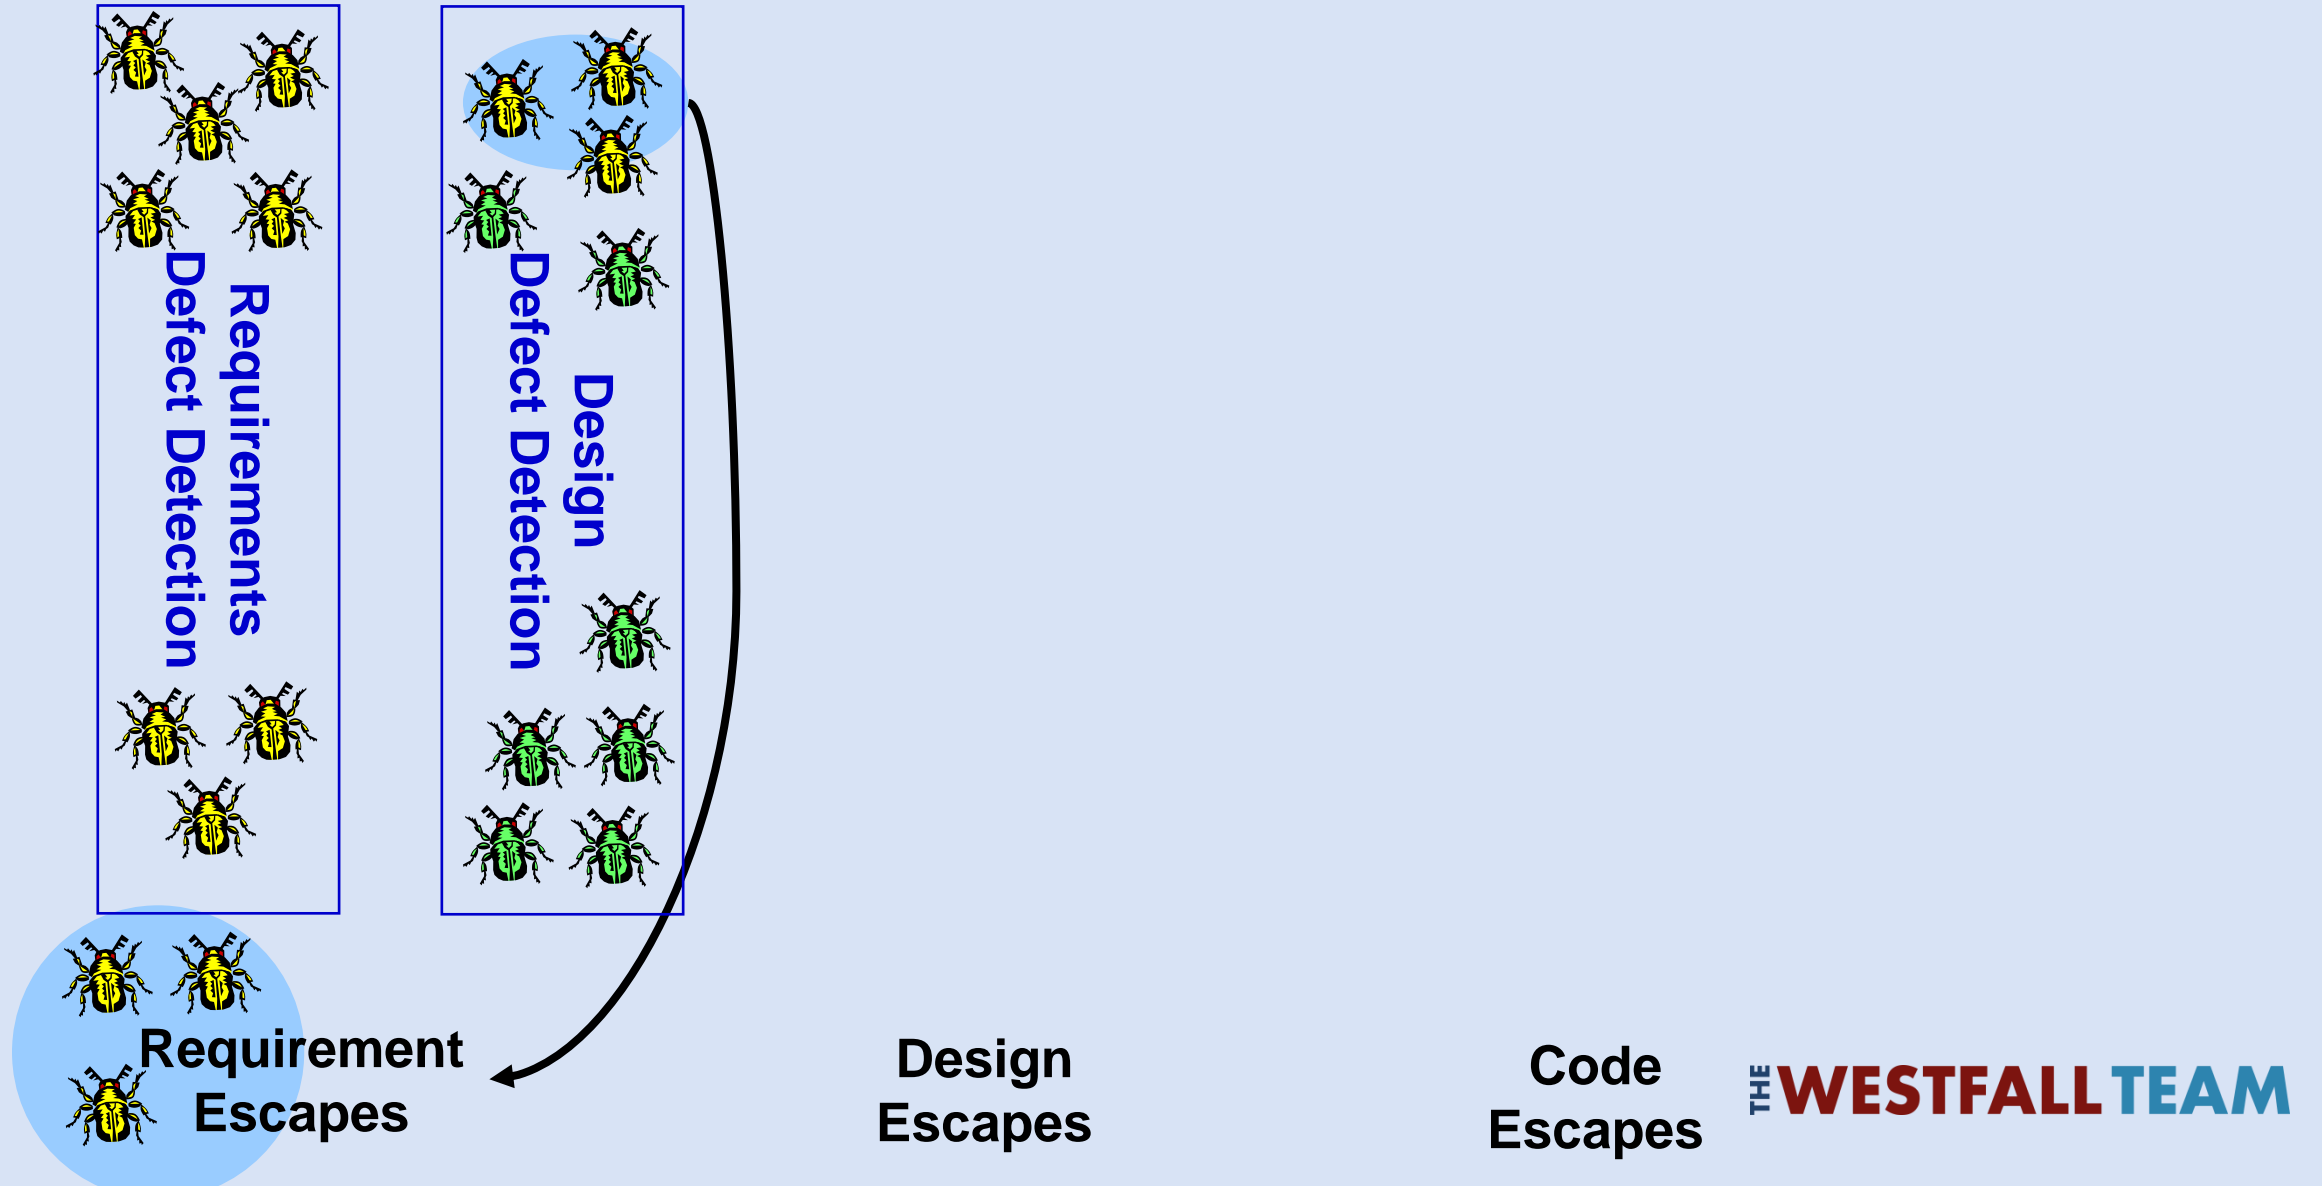 Requirements
Defect Detection
Design
Defect Detection
Requirement
Escapes
Design
Escapes
Code
Escapes
THE WESTFALL TEAM